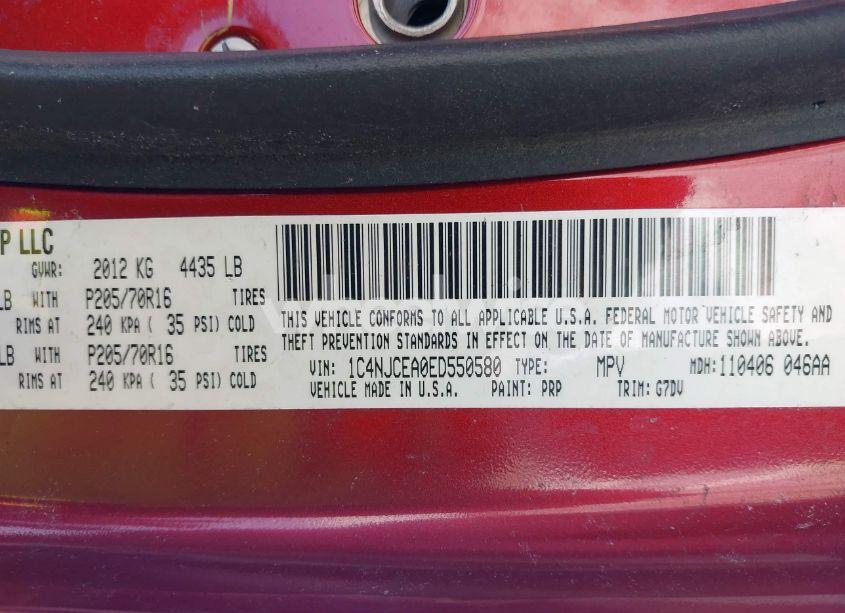 P LLC
GVWR: 2012 KG 4435 LB
LB WITH P205/70R16 TIRES
RIMS AT 240 KPA ( 35 PSI) COLD
LB WITH P205/70R16 TIRES
RIMS AT 240 KPA ( 35 PSI) COLD
THIS VEHICLE CONFORMS TO ALL APPLICABLE U.S.A. FEDERAL MOTOR VEHICLE SAFETY AND
THEFT PREVENTION STANDARDS IN EFFECT ON THE DATE OF MANUFACTURE SHOWN ABOVE.
VIN: 1C4NJCEA0ED550580 TYPE: MPV MDH:110406 046AA
VEHICLE MADE IN U.S.A. PAINT: PRP TRIM: G7DV